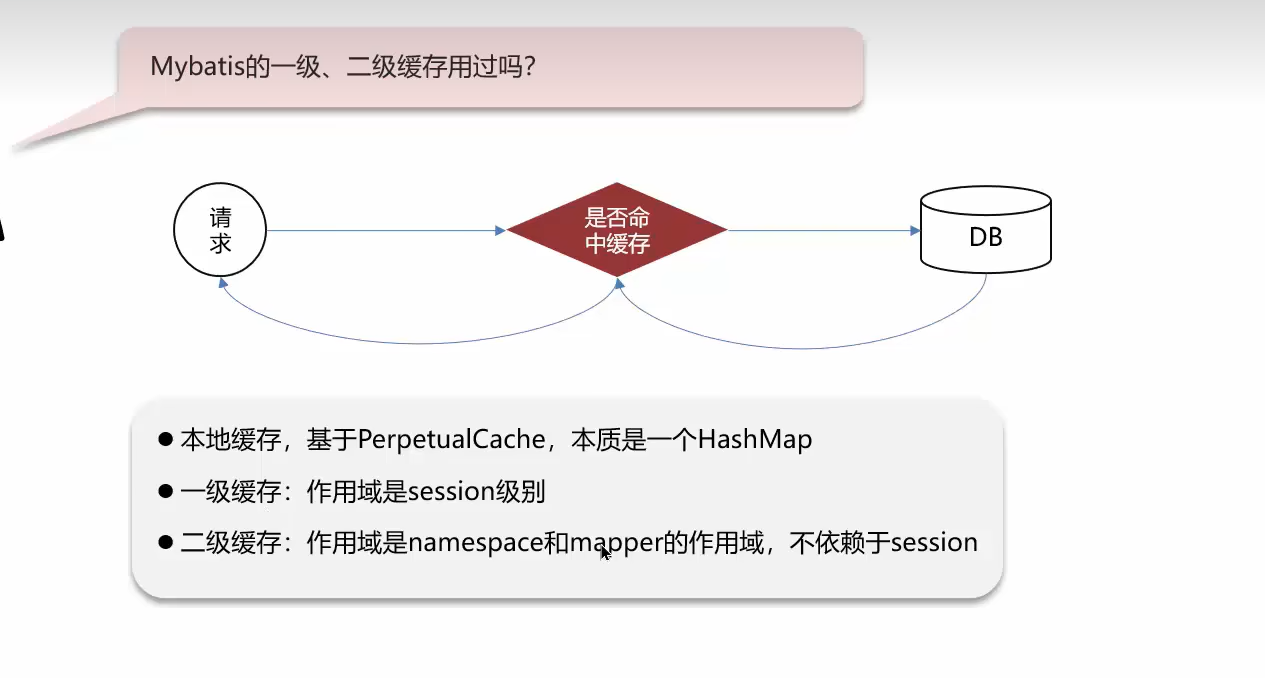 Mybatis的一级、二级缓存用过吗？
请
求
是否命
中缓存
DB
本地缓存，基于PerpetualCache，本质是一个HashMap
一级缓存：作用域是session级别
二级缓存：作用域是namespace和mapper的作用域，不依赖于session